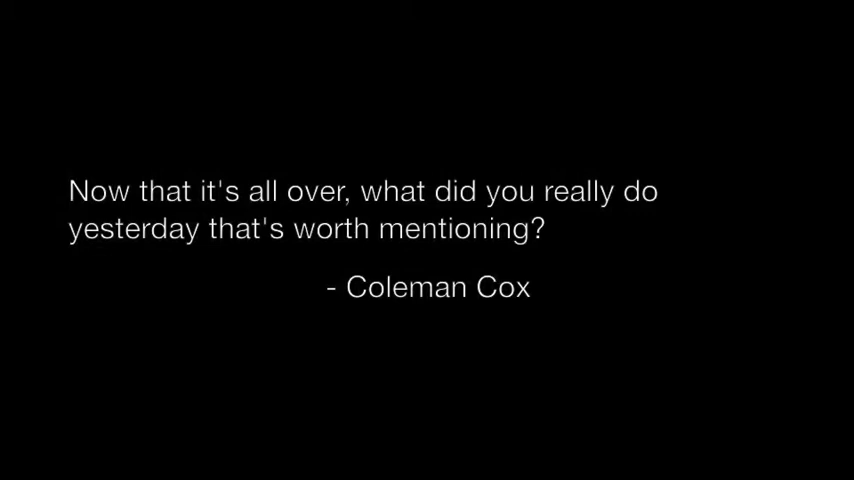 Now that it's all over, what did you really do
yesterday that's worth mentioning?
- Coleman Cox